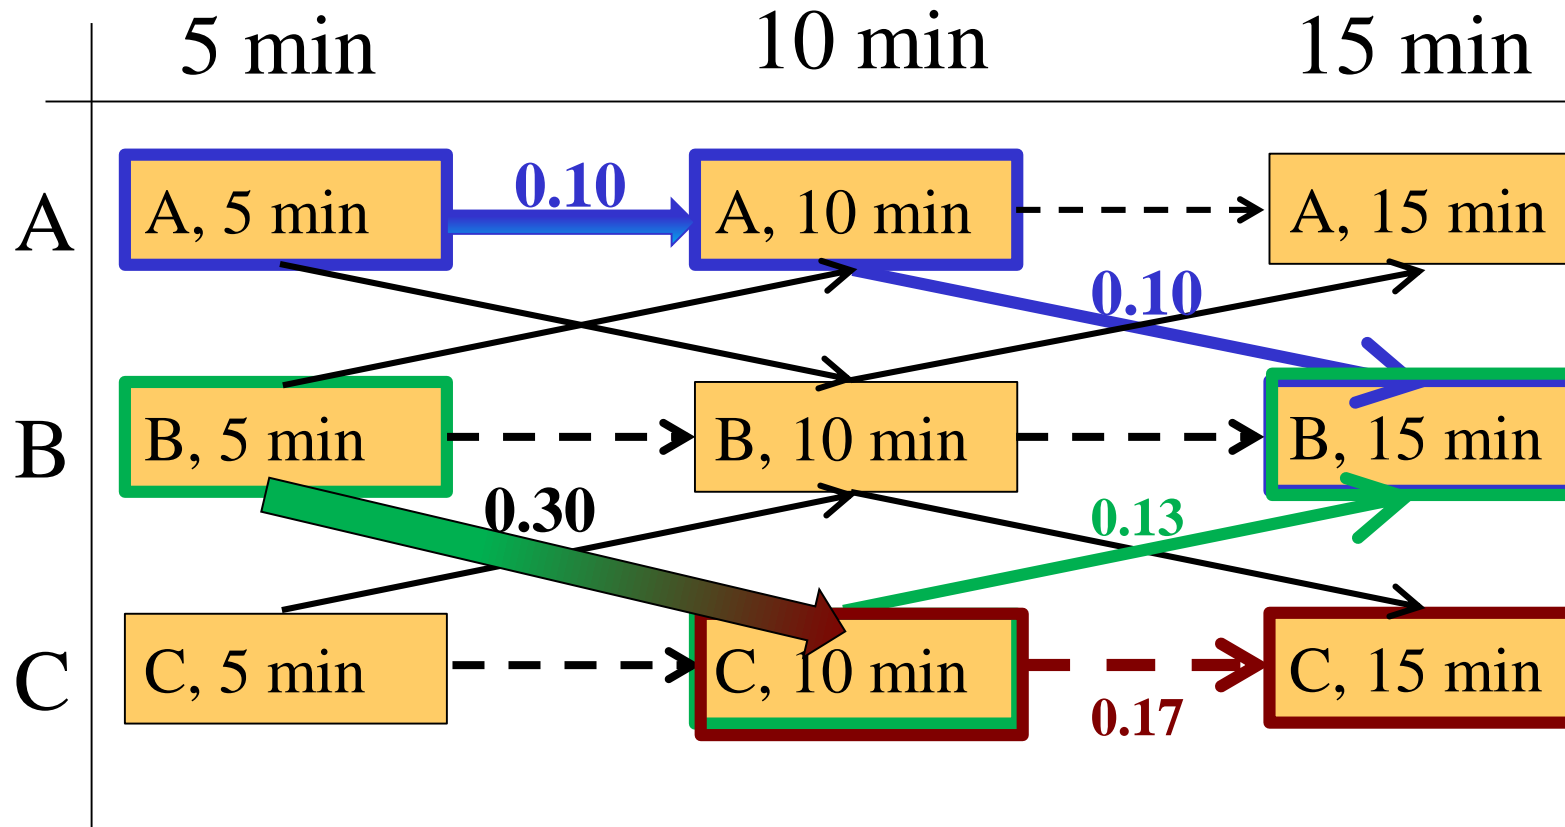 5 min 10 min 15 min
A A, 5 min 0.10 A, 10 min A, 15 min
0.10
B B, 5 min B, 10 min B, 15 min
0.30 0.13
C C, 5 min C, 10 min C, 15 min
0.17